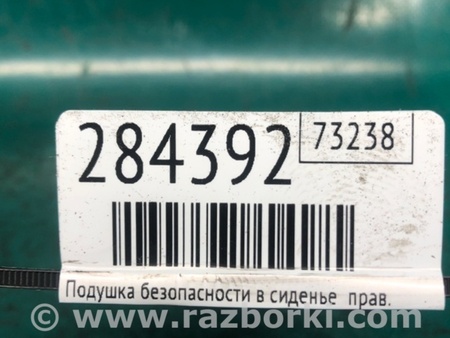 284392 73238
Подушка безопасности в сиденье прав.
© www.razborki.com